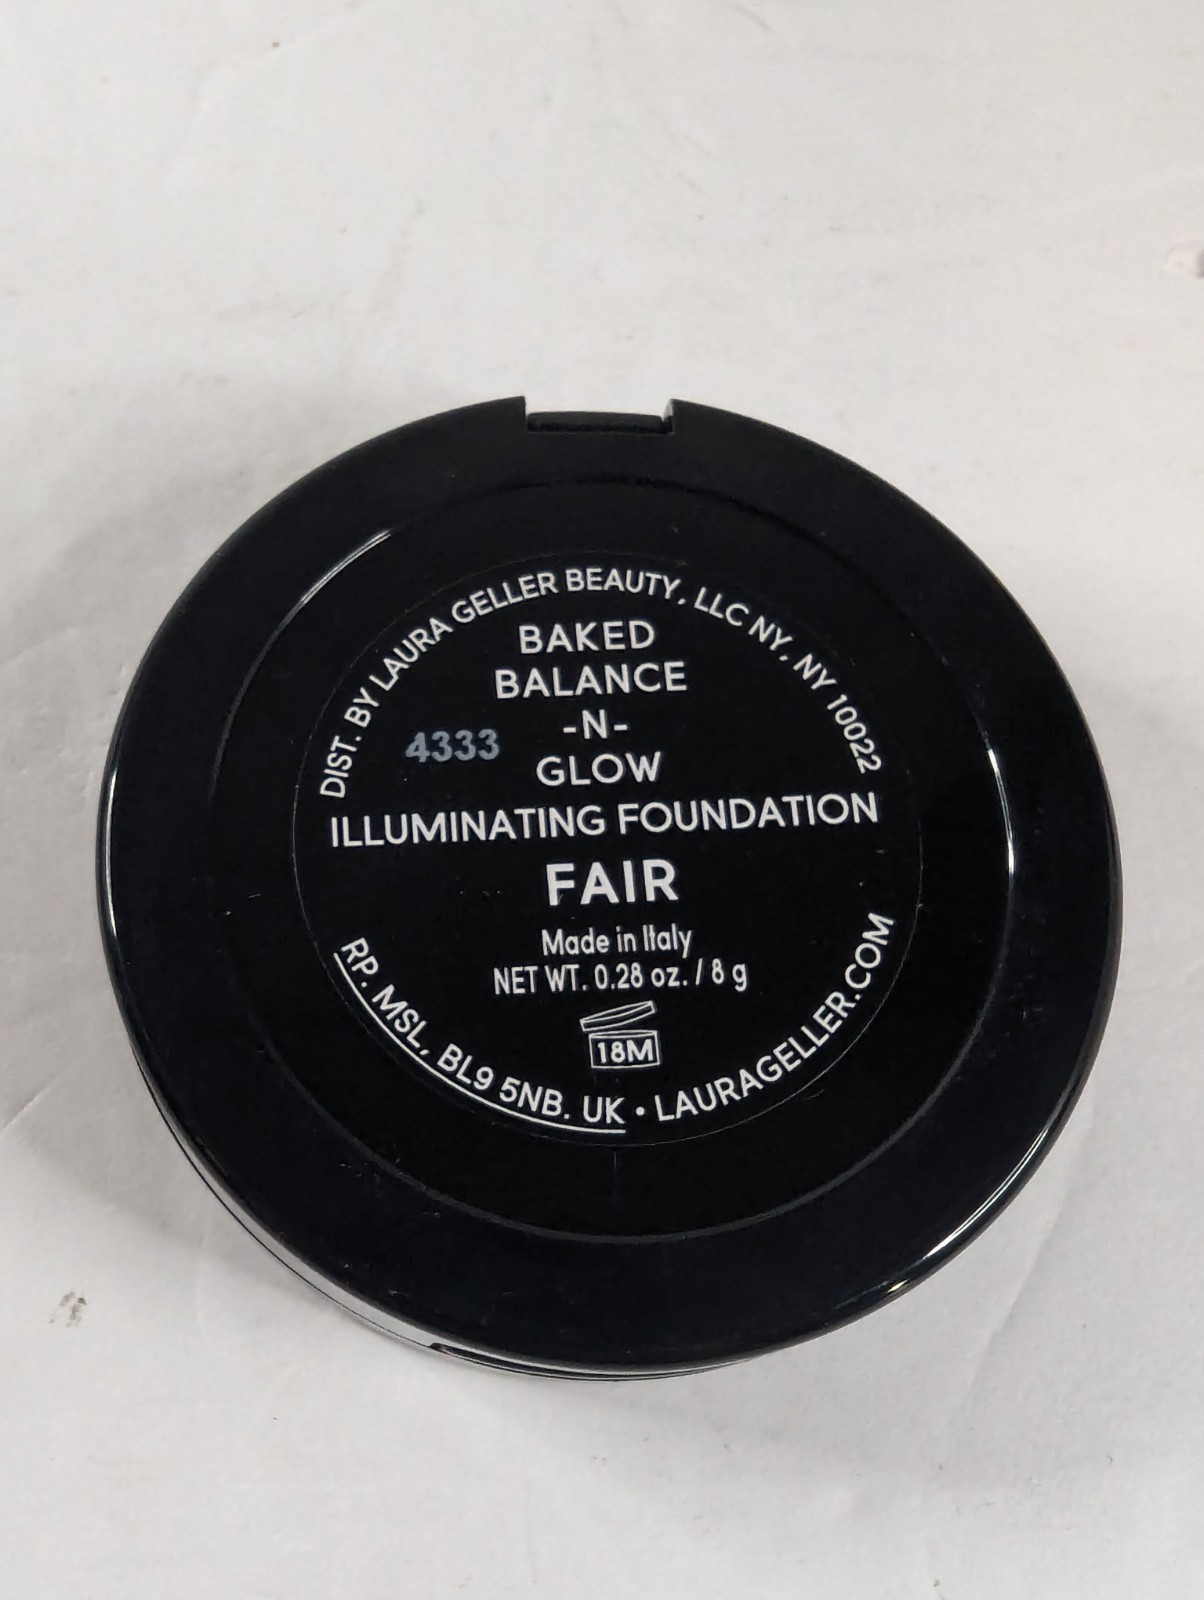 DIST. BY LAURA GELLER BEAUTY, LLC NY, NY 10022
BAKED
BALANCE
-N-
4333
GLOW
ILLUMINATING FOUNDATION
FAIR
Made in Italy
NET WT. 0.28 oz. / 8 g
18M
RP. MSL, BL9 5NB. UK • LAURAGELLER.COM